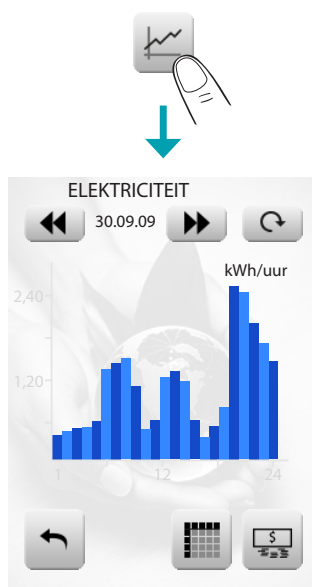 ELEKTRICITEIT
30.09.09
kWh/uur
2,40
1,20
1 12 24
$